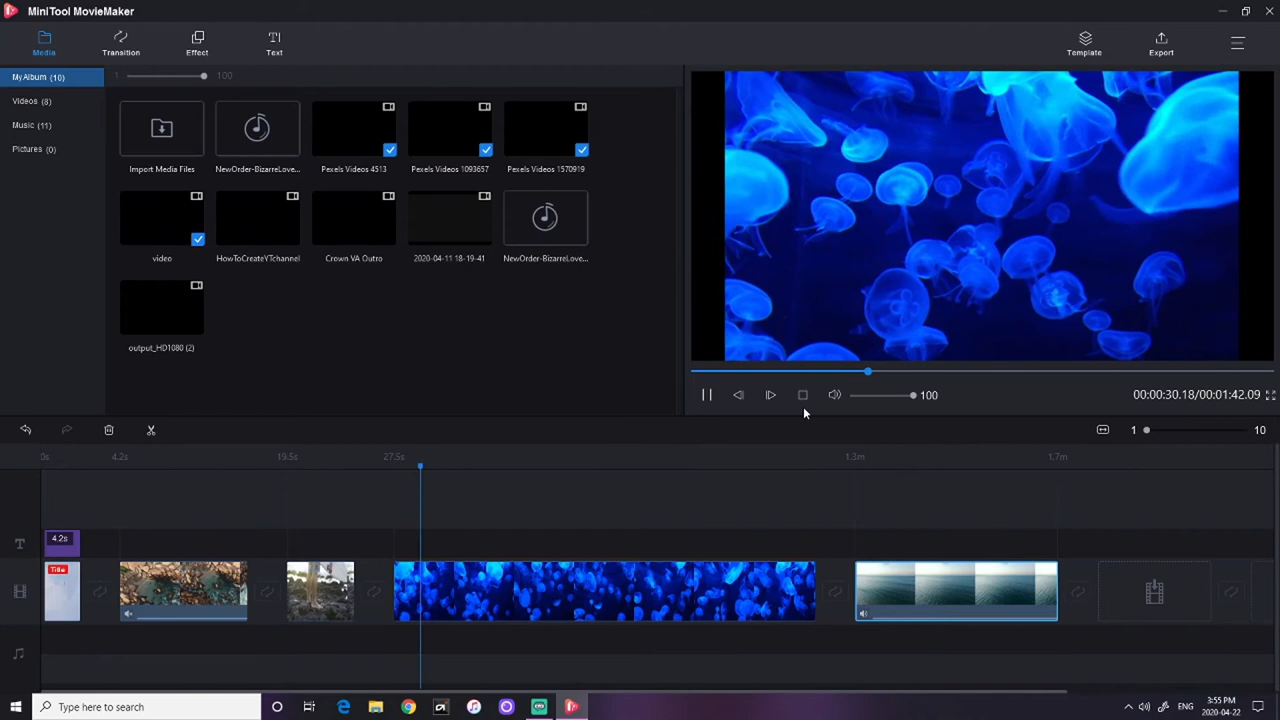 MiniTool MovieMaker
Media
Transition
Effect
Text
Template
Export
My Album (10)
1
100
Videos (8)
Music (11)
Pictures (0)
Import Media Files
NewOrder-BizarreLove...
Pexels Videos 4513
Pexels Videos 1093657
Pexels Videos 1570919
video
HowToCreateYTchannel
Crown VA Outro
2020-04-11 18-19-41
NewOrder-BizarreLove...
output_HD1080 (2)
100
00:00:30.18/00:01:42.09
1
10
0s
4.2s
19.5s
27.5s
1.3m
1.7m
T
4.2s
Title
Type here to search
ENG
3:55 PM
2020-04-22